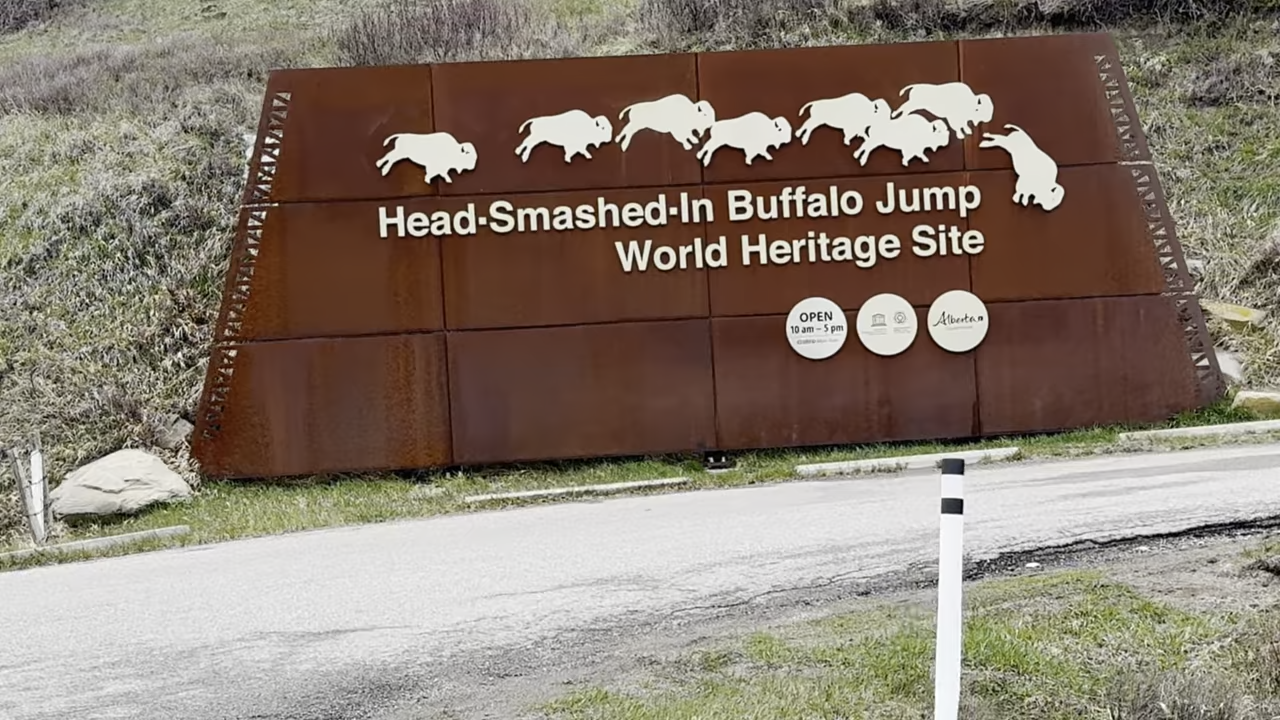 Head-Smashed-In Buffalo Jump
World Heritage Site
OPEN
10 am – 5 pm
Alberta